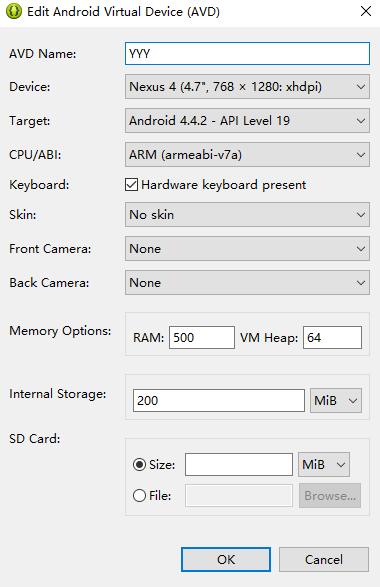 Edit Android Virtual Device (AVD)
AVD Name: YYY
Device: Nexus 4 (4.7", 768 × 1280: xhdpi)
Target: Android 4.4.2 - API Level 19
CPU/ABI: ARM (armeabi-v7a)
Keyboard: Hardware keyboard present
Skin: No skin
Front Camera: None
Back Camera: None
Memory Options: RAM: 500 VM Heap: 64
Internal Storage: 200 MiB
SD Card:
Size: MiB
File: Browse...
OK Cancel